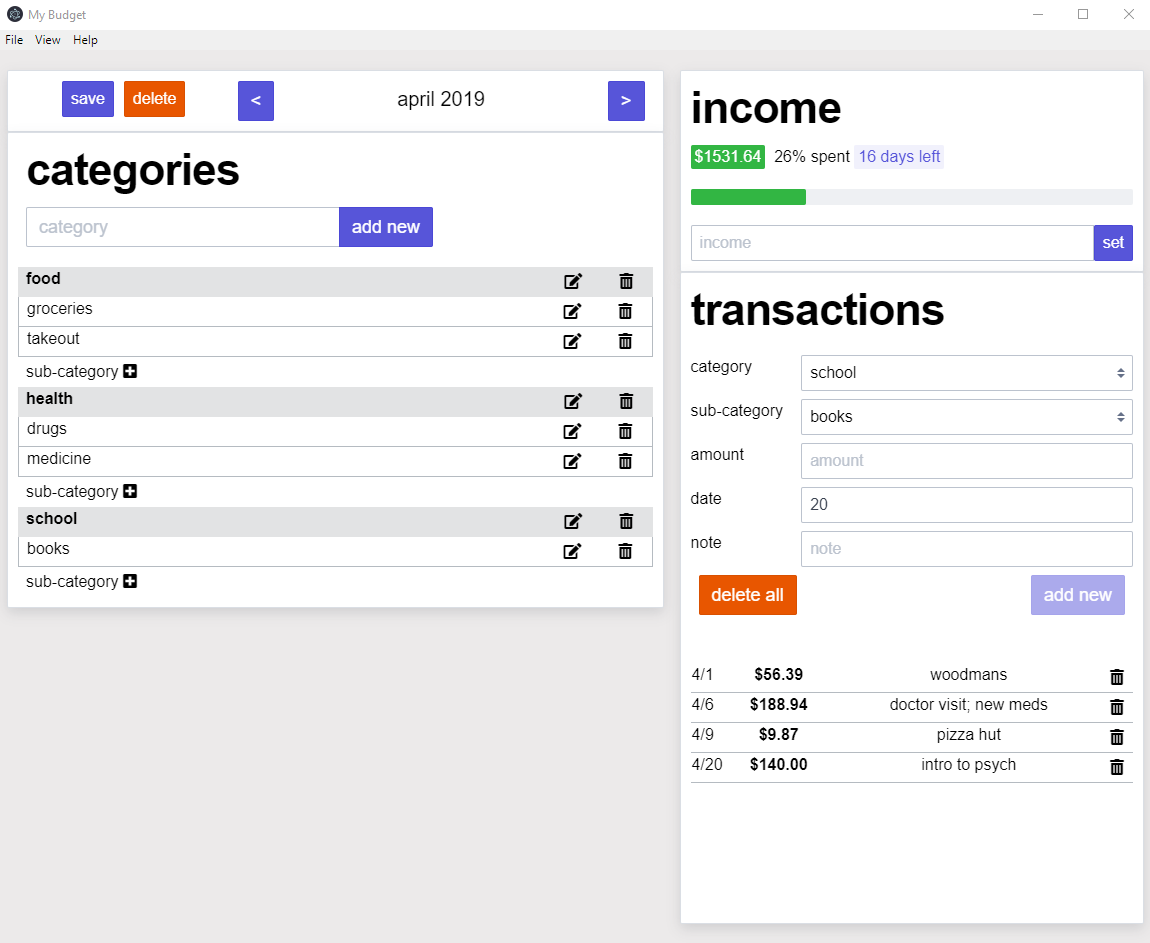 My Budget
File View Help
save delete < april 2019 >
categories
category add new
food
groceries
takeout
sub-category
health
drugs
medicine
sub-category
school
books
sub-category
income
$1531.64 26% spent 16 days left
income set
transactions
category school
sub-category books
amount amount
date 20
note note
delete all add new
4/1 $56.39 woodmans
4/6 $188.94 doctor visit; new meds
4/9 $9.87 pizza hut
4/20 $140.00 intro to psych